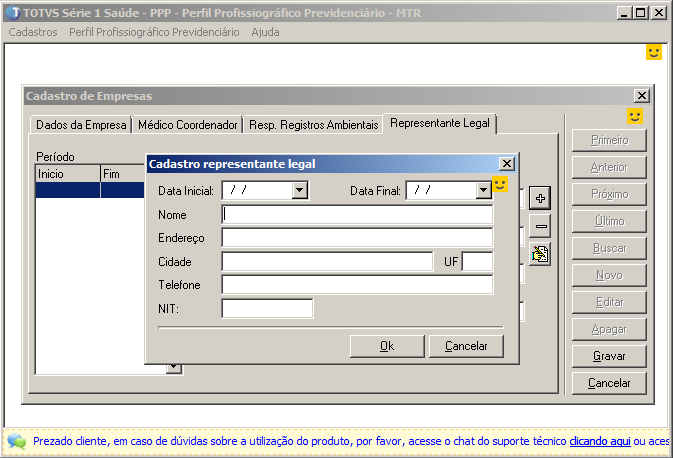 TOTVS Série 1 Saúde - PPP - Perfil Profissiográfico Previdenciário - MTR
Cadastros Perfil Profissiográfico Previdenciário Ajuda
Cadastro de Empresas
Dados da Empresa Médico Coordenador Resp. Registros Ambientais Representante Legal
Período
Inicio Fim
Cadastro representante legal
Data Inicial: / / Data Final: / /
Nome
Endereço
Cidade UF
Telefone
NIT:
Ok Cancelar
Primeiro
Anterior
Próximo
Último
Buscar
Novo
Editar
Apagar
Gravar
Cancelar
Prezado cliente, em caso de dúvidas sobre a utilização do produto, por favor, acesse o chat do suporte técnico clicando aqui ou aces